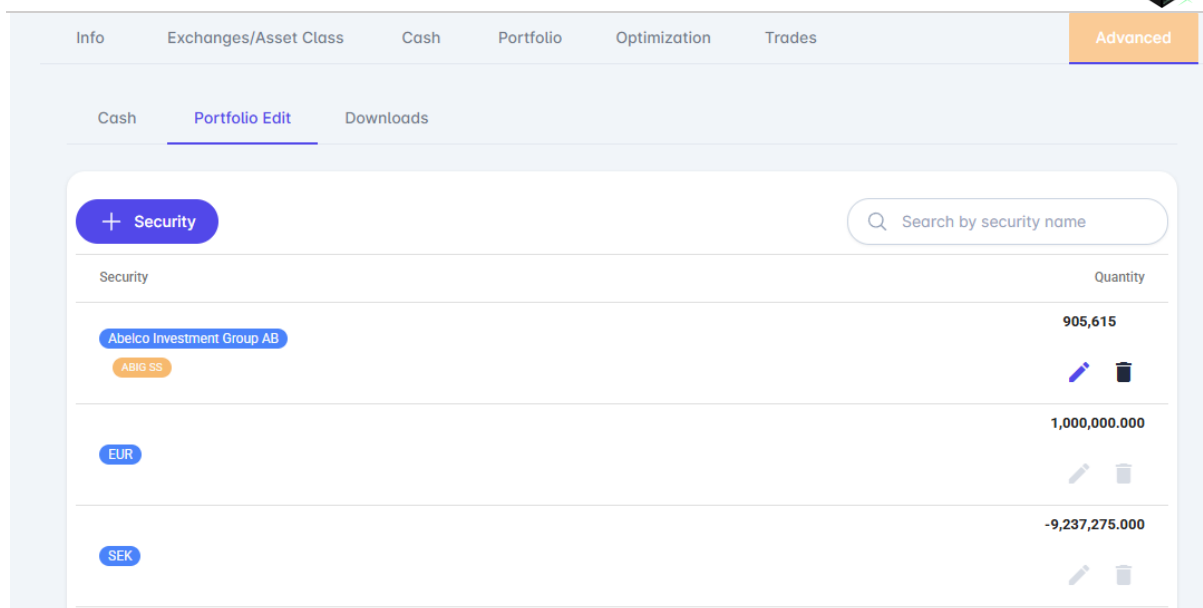 Info Exchanges/Asset Class Cash Portfolio Optimization Trades Advanced
Cash Portfolio Edit Downloads
+ Security Search by security name
Security Quantity
905,615
Abelco Investment Group AB
ABIG SS
1,000,000.000
EUR
-9,237,275.000
SEK